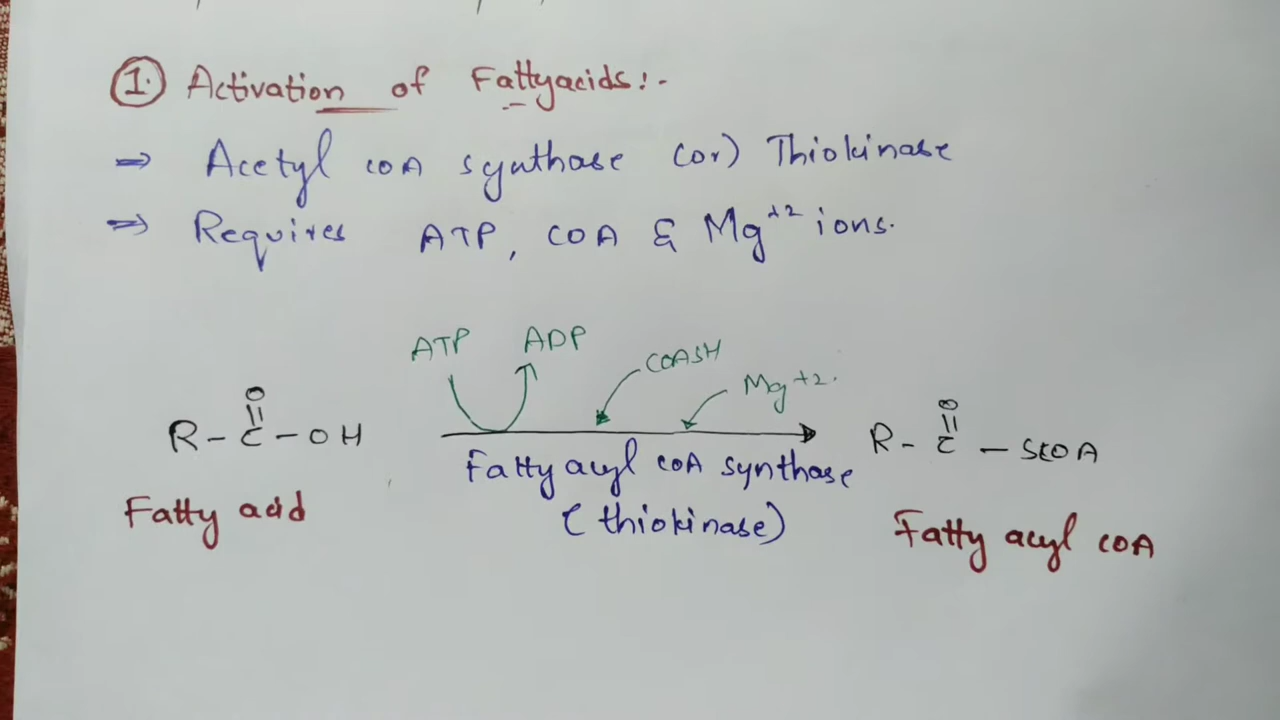 1. Activation of Fattyacids:-
⇒ Acetyl COA synthase (or) Thiokinase
⇒ Requires ATP, COA & Mg+2 ions.
ATP ADP COASH Mg+2.
R - C - OH
O
R - C - SCOA
O
Fatty acyl COA synthase
(thiokinase)
Fatty acid
Fatty acyl COA